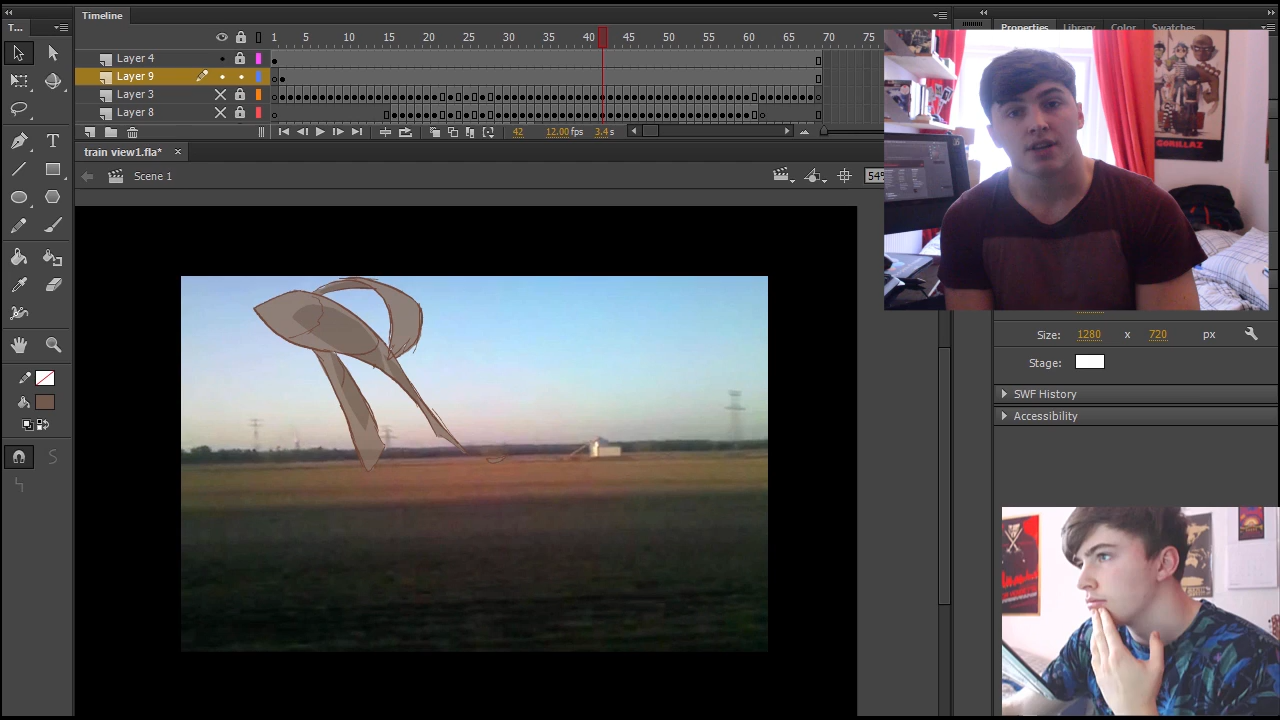 Timeline
Properties Library Color Swatches
T...
1 5 10 15 20 25 30 35 40 45 50 55 60 65 70 75
Layer 4
Layer 9
Layer 3
Layer 8
42 12.00 fps 3.4 s
train view1.fla* ×
Scene 1
54%
GORILLAZ
Size: 1280 x 720 px
Stage:
SWF History
Accessibility